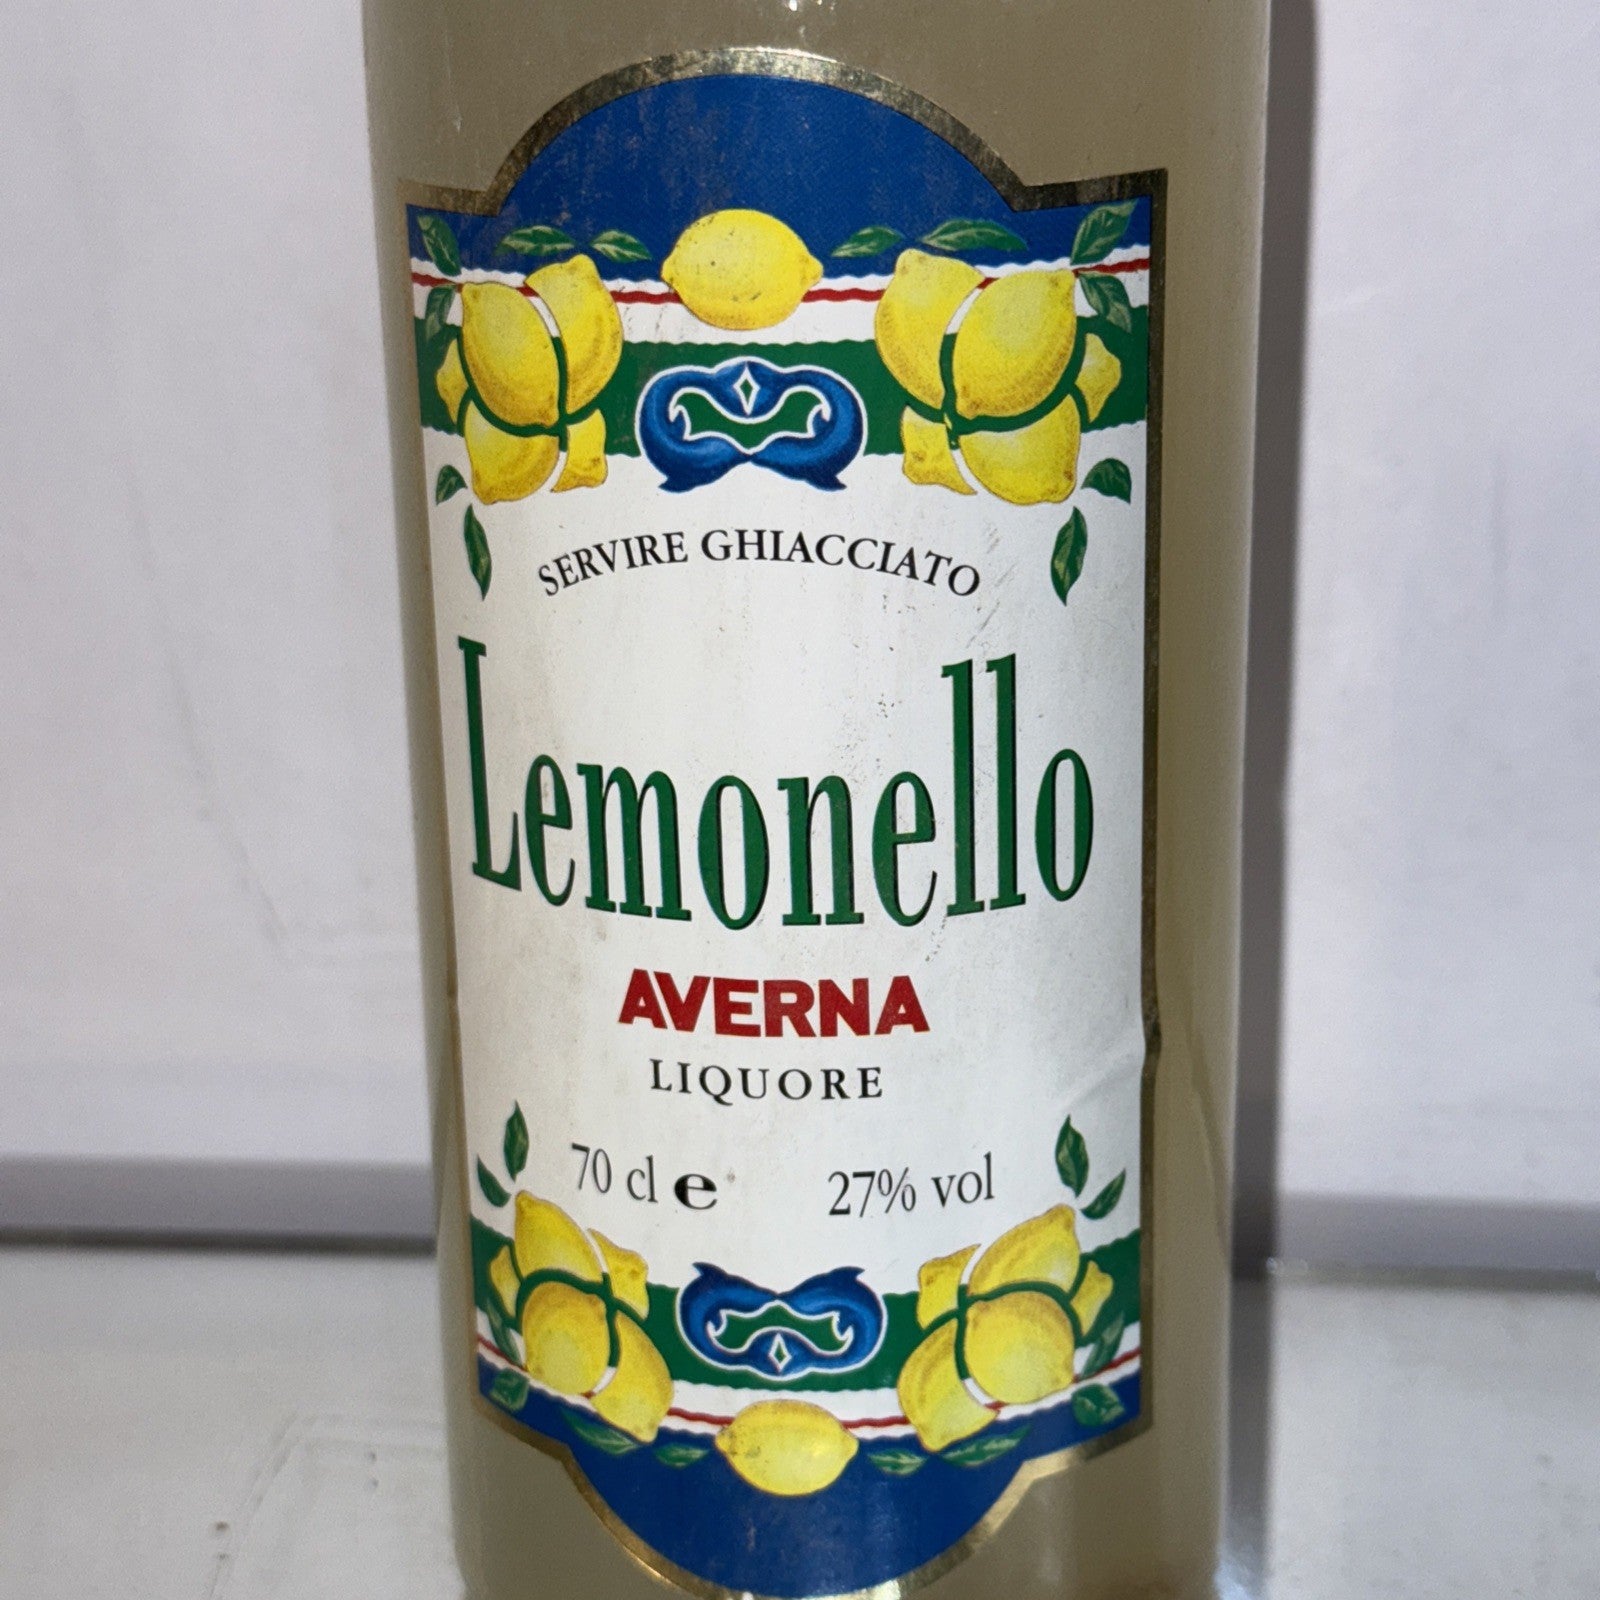 SERVIRE GHIACCIATO
Lemonello
AVERNA
LIQUORE
70 cl e 27% vol